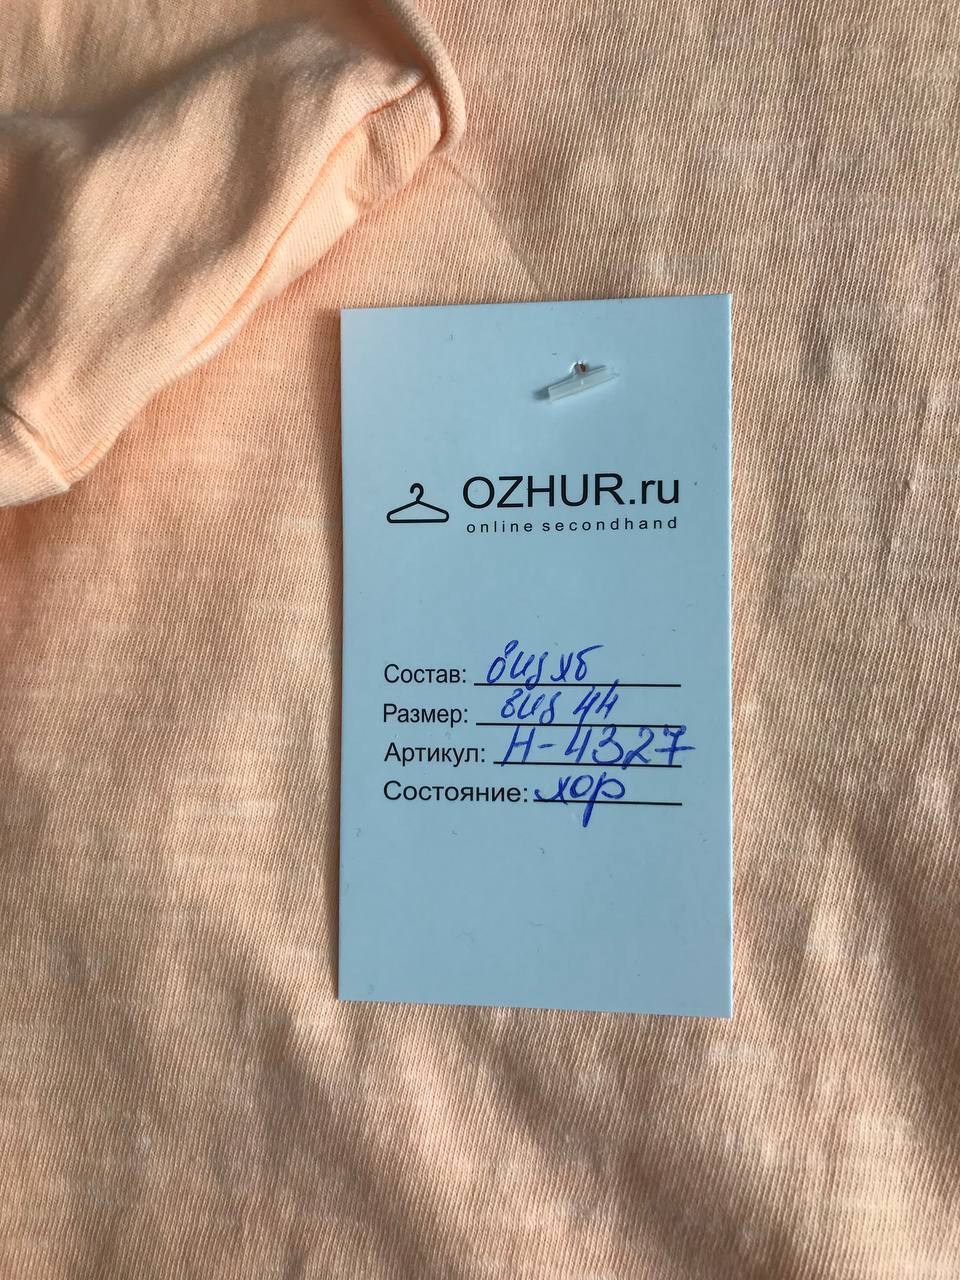 OZHUR.ru
online secondhand
Состав: виз хб
Размер: виз 44
Артикул: Н-4327
Состояние: хор